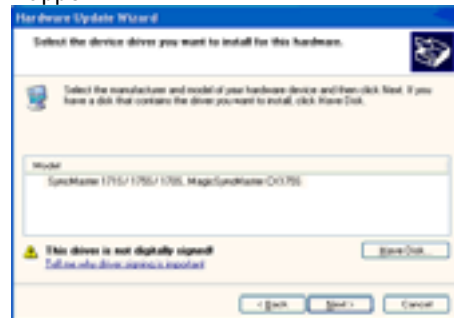 Hardware Update Wizard
Select the device driver you want to install for this hardware.
Select the manufacturer and model of your hardware device and then click Next. If you
have a disk that contains the driver you want to install, click Have Disk.
Model
SyncMaster 171S/175S/170S, MagicSyncMaster CX175S
This driver is not digitally signed!
Tell me why driver signing is important
Have Disk...
< Back
Next >
Cancel